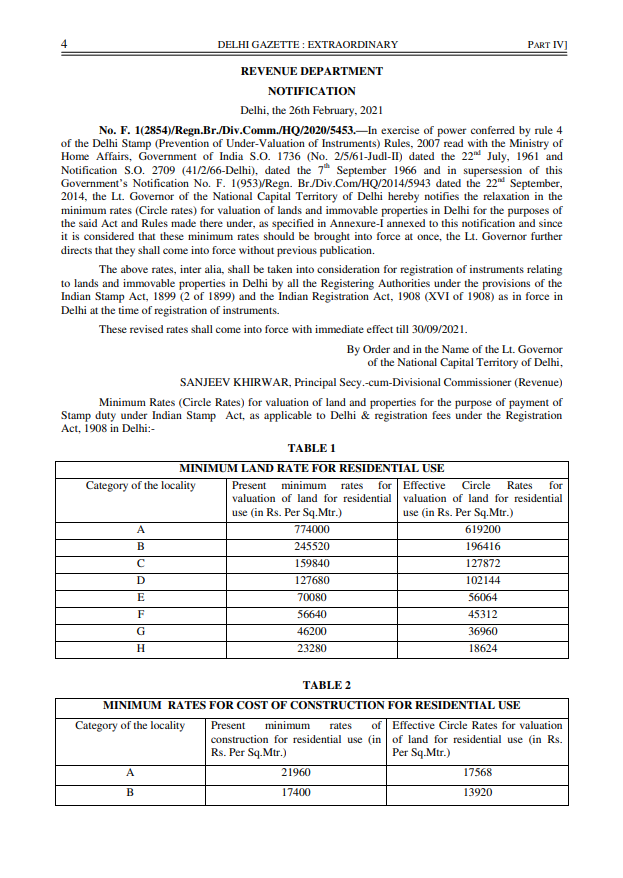 4 DELHI GAZETTE : EXTRAORDINARY PART IV]
REVENUE DEPARTMENT
NOTIFICATION
Delhi, the 26th February, 2021
No. F. 1(2854)/Regn.Br./Div.Comm./HQ/2020/5453.—In exercise of power conferred by rule 4
of the Delhi Stamp (Prevention of Under-Valuation of Instruments) Rules, 2007 read with the Ministry of
Home Affairs, Government of India S.O. 1736 (No. 2/5/61-Judl-II) dated the 22nd July, 1961 and
Notification S.O. 2709 (41/2/66-Delhi), dated the 7th September 1966 and in supersession of this
Government's Notification No. F. 1(953)/Regn. Br./Div.Com/HQ/2014/5943 dated the 22nd September,
2014, the Lt. Governor of the National Capital Territory of Delhi hereby notifies the relaxation in the
minimum rates (Circle rates) for valuation of lands and immovable properties in Delhi for the purposes of
the said Act and Rules made there under, as specified in Annexure-I annexed to this notification and since
it is considered that these minimum rates should be brought into force at once, the Lt. Governor further
directs that they shall come into force without previous publication.
The above rates, inter alia, shall be taken into consideration for registration of instruments relating
to lands and immovable properties in Delhi by all the Registering Authorities under the provisions of the
Indian Stamp Act, 1899 (2 of 1899) and the Indian Registration Act, 1908 (XVI of 1908) as in force in
Delhi at the time of registration of instruments.
These revised rates shall come into force with immediate effect till 30/09/2021.
By Order and in the Name of the Lt. Governor
of the National Capital Territory of Delhi,
SANJEEV KHIRWAR, Principal Secy.-cum-Divisional Commissioner (Revenue)
Minimum Rates (Circle Rates) for valuation of land and properties for the purpose of payment of
Stamp duty under Indian Stamp Act, as applicable to Delhi & registration fees under the Registration
Act, 1908 in Delhi:-
TABLE 1
MINIMUM LAND RATE FOR RESIDENTIAL USE
Category of the locality Present minimum rates for Effective Circle Rates for
valuation of land for residential valuation of land for residential
use (in Rs. Per Sq.Mtr.) use (in Rs. Per Sq.Mtr.)
A 774000 619200
B 245520 196416
C 159840 127872
D 127680 102144
E 70080 56064
F 56640 45312
G 46200 36960
H 23280 18624
TABLE 2
MINIMUM RATES FOR COST OF CONSTRUCTION FOR RESIDENTIAL USE
Category of the locality Present minimum rates of Effective Circle Rates for valuation
construction for residential use (in of land for residential use (in Rs.
Rs. Per Sq.Mtr.) Per Sq.Mtr.)
A 21960 17568
B 17400 13920